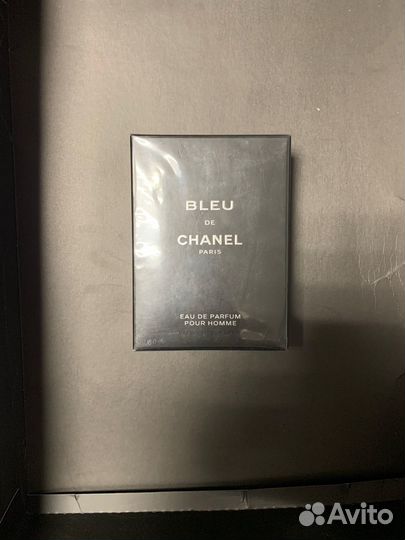 BLEU
DE
CHANEL
PARIS
EAU DE PARFUM
POUR HOMME
Avito